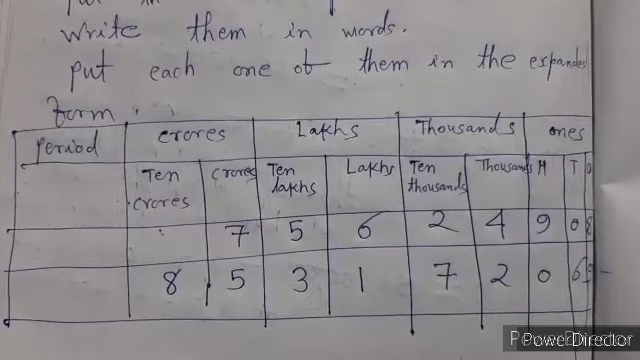 write them in words.
put each one of them in the expanded
form.
Period crores Lakhs Thousands ones
Ten crores Crores Ten lakhs Lakhs Ten thousands Thousands H T
7 5 6 2 4 9 0 8
8 5 3 1 7 2 0 6
PowerDirector